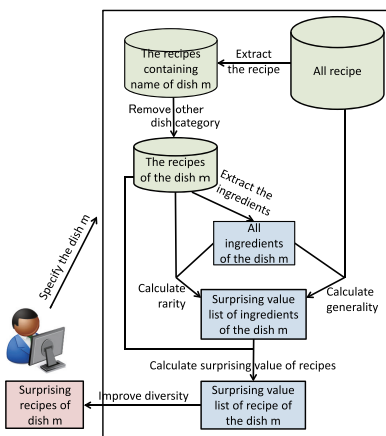 The recipes
containing
name of dish m
Extract
the recipe
All recipe
Remove other
dish category
The recipes
of the dish m
Extract the
ingredients
All
ingredients
of the dish m
Specify the dish m
Calculate
rarity
Surprising value
list of ingredients
of the dish m
Calculate
generality
Calculate surprising value of recipes
Surprising
recipes of
dish m
Improve diversity
Surprising value
list of recipe of
the dish m